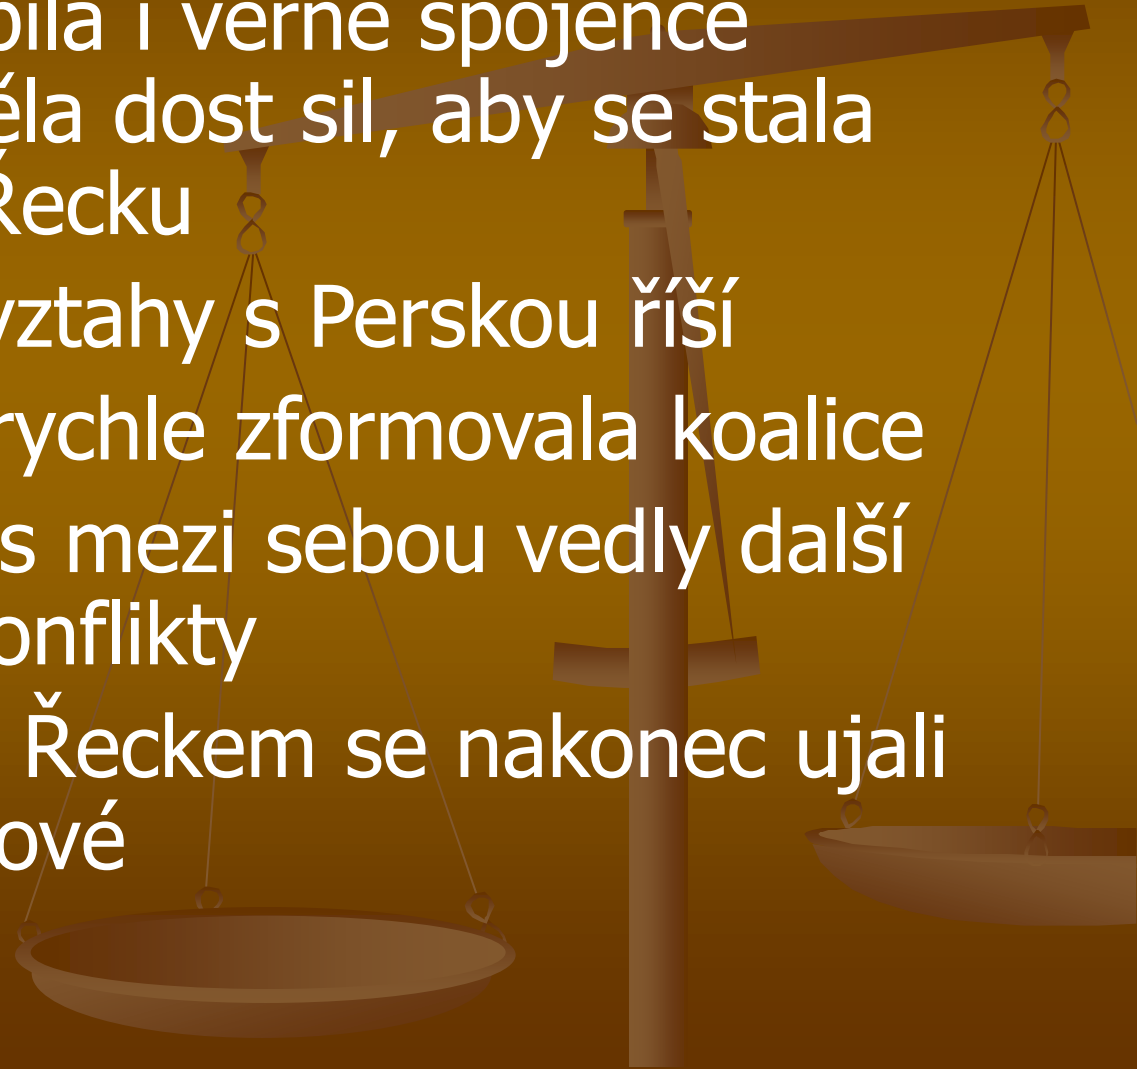 pila i věrné spojence
ěla dost sil, aby se stala
Řecku
vztahy s Perskou říší
rychle zformovala koalice
s mezi sebou vedly další
onflikty
Řeckem se nakonec ujali
ové